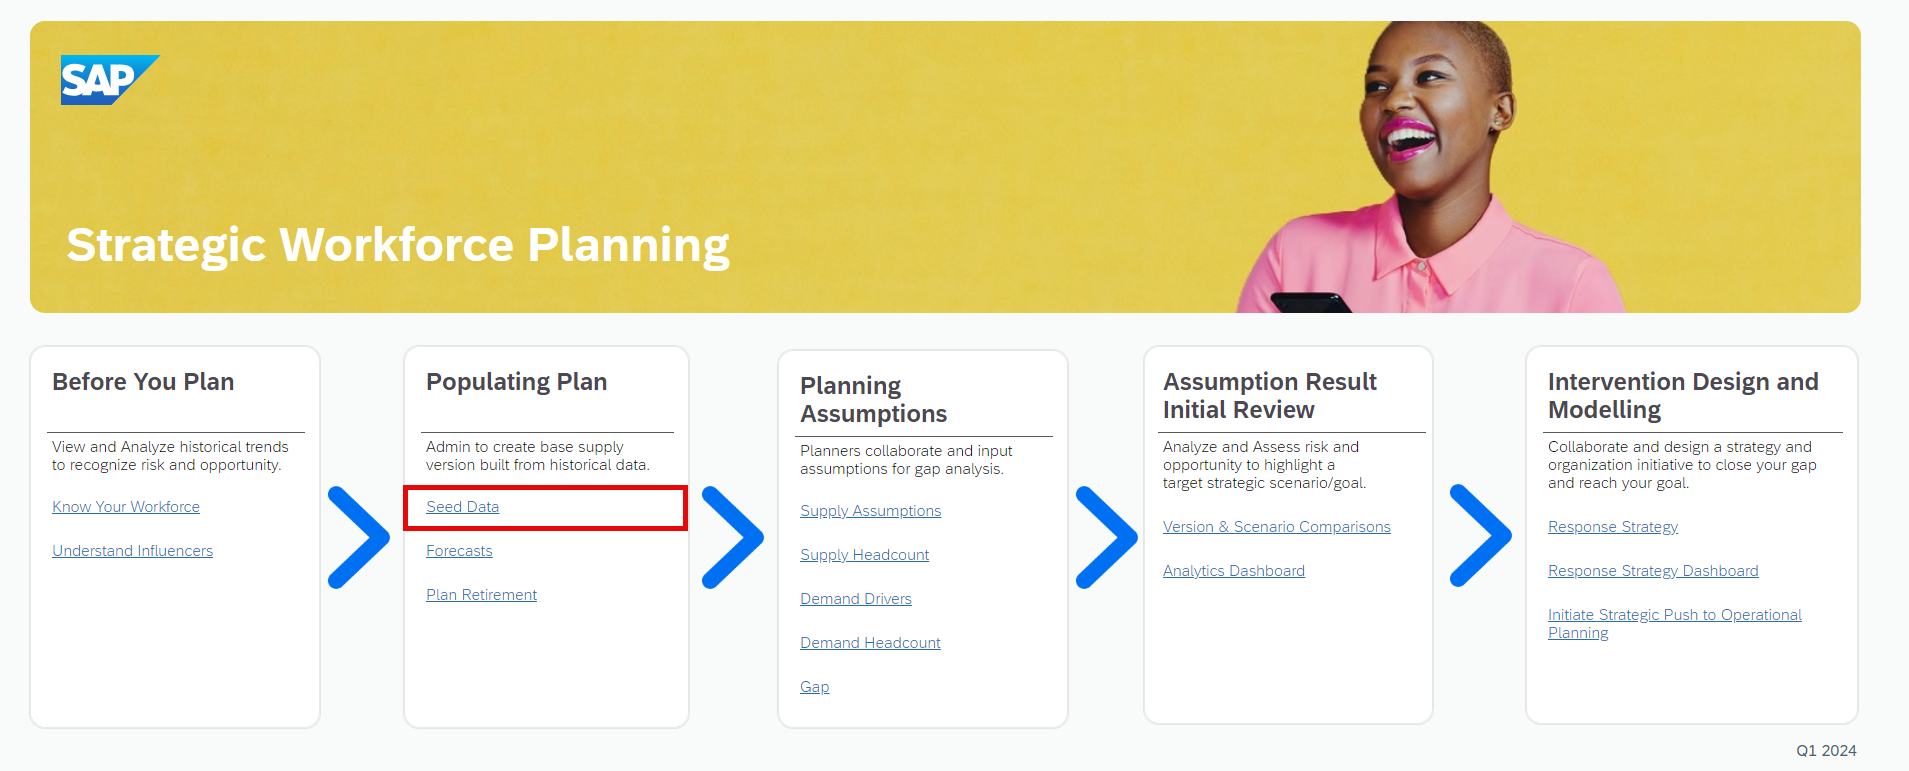 SAP
Strategic Workforce Planning
Before You Plan
View and Analyze historical trends
to recognize risk and opportunity.
Know Your Workforce
Understand Influencers
Populating Plan
Admin to create base supply
version built from historical data.
Seed Data
Forecasts
Plan Retirement
Planning
Assumptions
Planners collaborate and input
assumptions for gap analysis.
Supply Assumptions
Supply Headcount
Demand Drivers
Demand Headcount
Gap
Assumption Result
Initial Review
Analyze and Assess risk and
opportunity to highlight a
target strategic scenario/goal.
Version & Scenario Comparisons
Analytics Dashboard
Intervention Design and
Modelling
Collaborate and design a strategy and
organization initiative to close your gap
and reach your goal.
Response Strategy
Response Strategy Dashboard
Initiate Strategic Push to Operational
Planning
Q1 2024